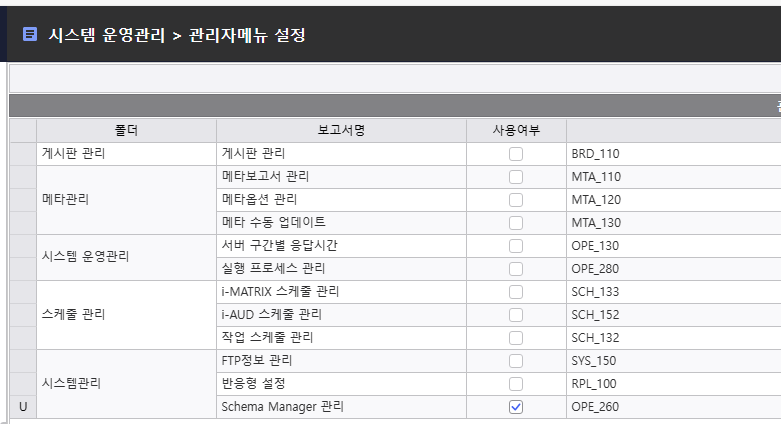 시스템 운영관리 > 관리자메뉴 설정
폴더 보고서명 사용여부
게시판 관리 게시판 관리 BRD_110
메타관리 메타보고서 관리 MTA_110
메타옵션 관리 MTA_120
메타 수동 업데이트 MTA_130
시스템 운영관리 서버 구간별 응답시간 OPE_130
실행 프로세스 관리 OPE_280
스케줄 관리 i-MATRIX 스케줄 관리 SCH_133
i-AUD 스케줄 관리 SCH_152
작업 스케줄 관리 SCH_132
시스템관리 FTP정보 관리 SYS_150
반응형 설정 RPL_100
U Schema Manager 관리 OPE_260